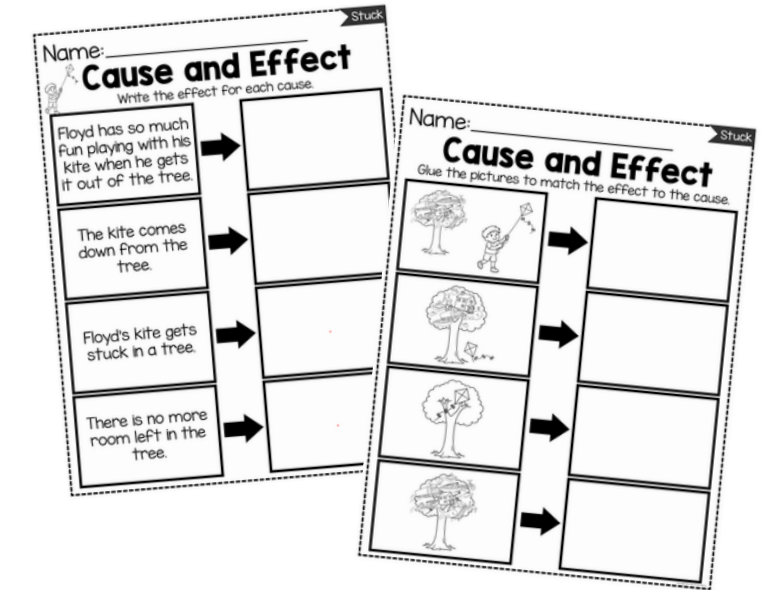 Stuck
Name:
Cause and Effect
Write the effect for each cause.
Floyd has so much
fun playing with his
kite when he gets
it out of the tree.
The kite comes
down from the
tree.
Floyd's kite gets
stuck in a tree.
There is no more
room left in the
tree.
Stuck
Name:
Cause and Effect
Glue the pictures to match the effect to the cause.